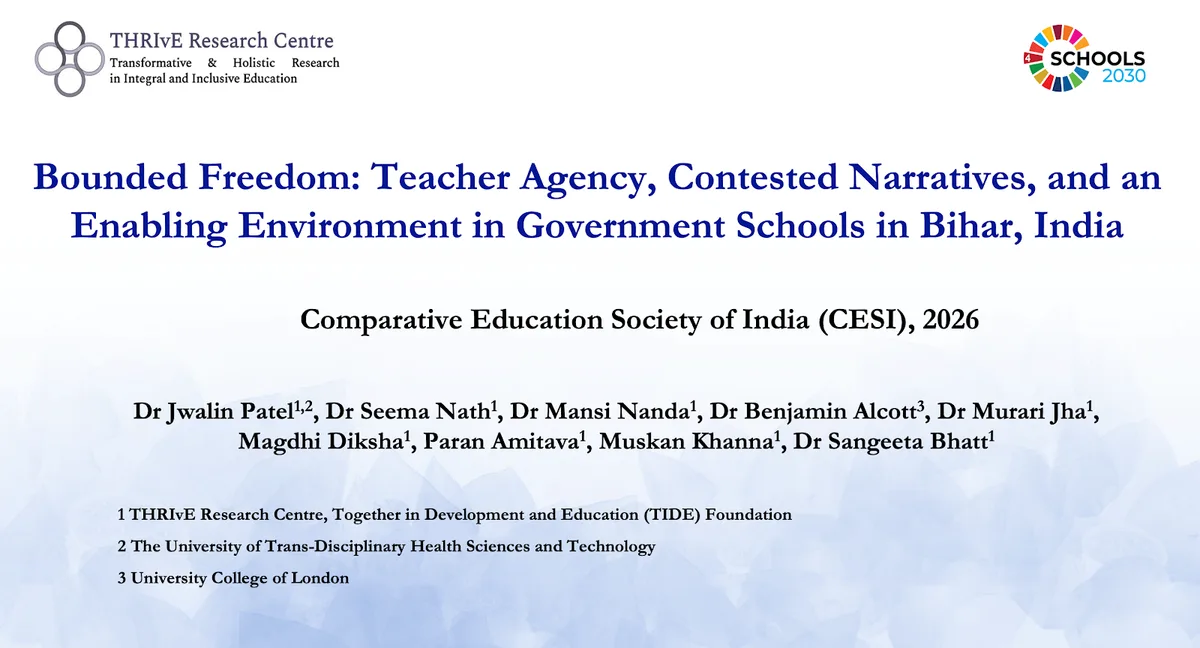 THRIvE Research Centre
Transformative & Holistic Research
in Integral and Inclusive Education
4 SCHOOLS
2030
Bounded Freedom: Teacher Agency, Contested Narratives, and an
Enabling Environment in Government Schools in Bihar, India
Comparative Education Society of India (CESI), 2026
Dr Jwalin Patel1,2, Dr Seema Nath1, Dr Mansi Nanda1, Dr Benjamin Alcott3, Dr Murari Jha1,
Magdhi Diksha1, Paran Amitava1, Muskan Khanna1, Dr Sangeeta Bhatt1
1 THRIvE Research Centre, Together in Development and Education (TIDE) Foundation
2 The University of Trans-Disciplinary Health Sciences and Technology
3 University College of London